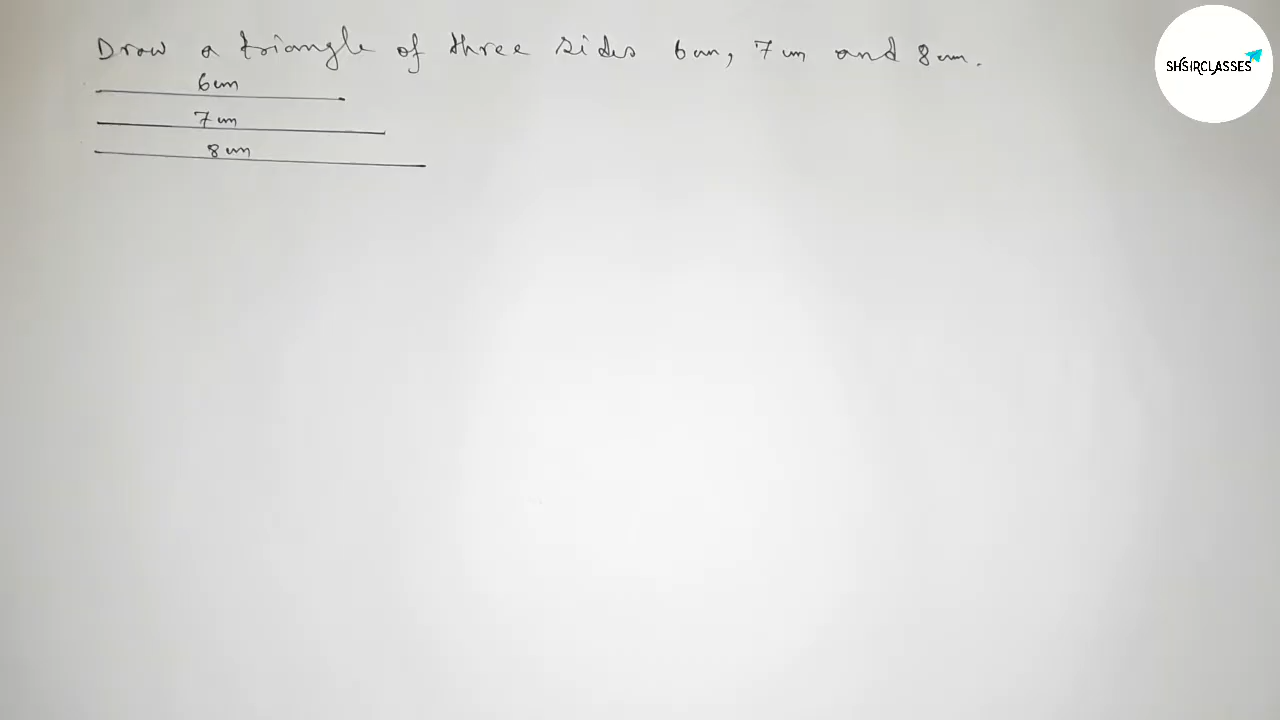 Draw a triangle of three sides 6cm, 7cm and 8cm.
6cm
7cm
8cm
SHSIRCLASSES